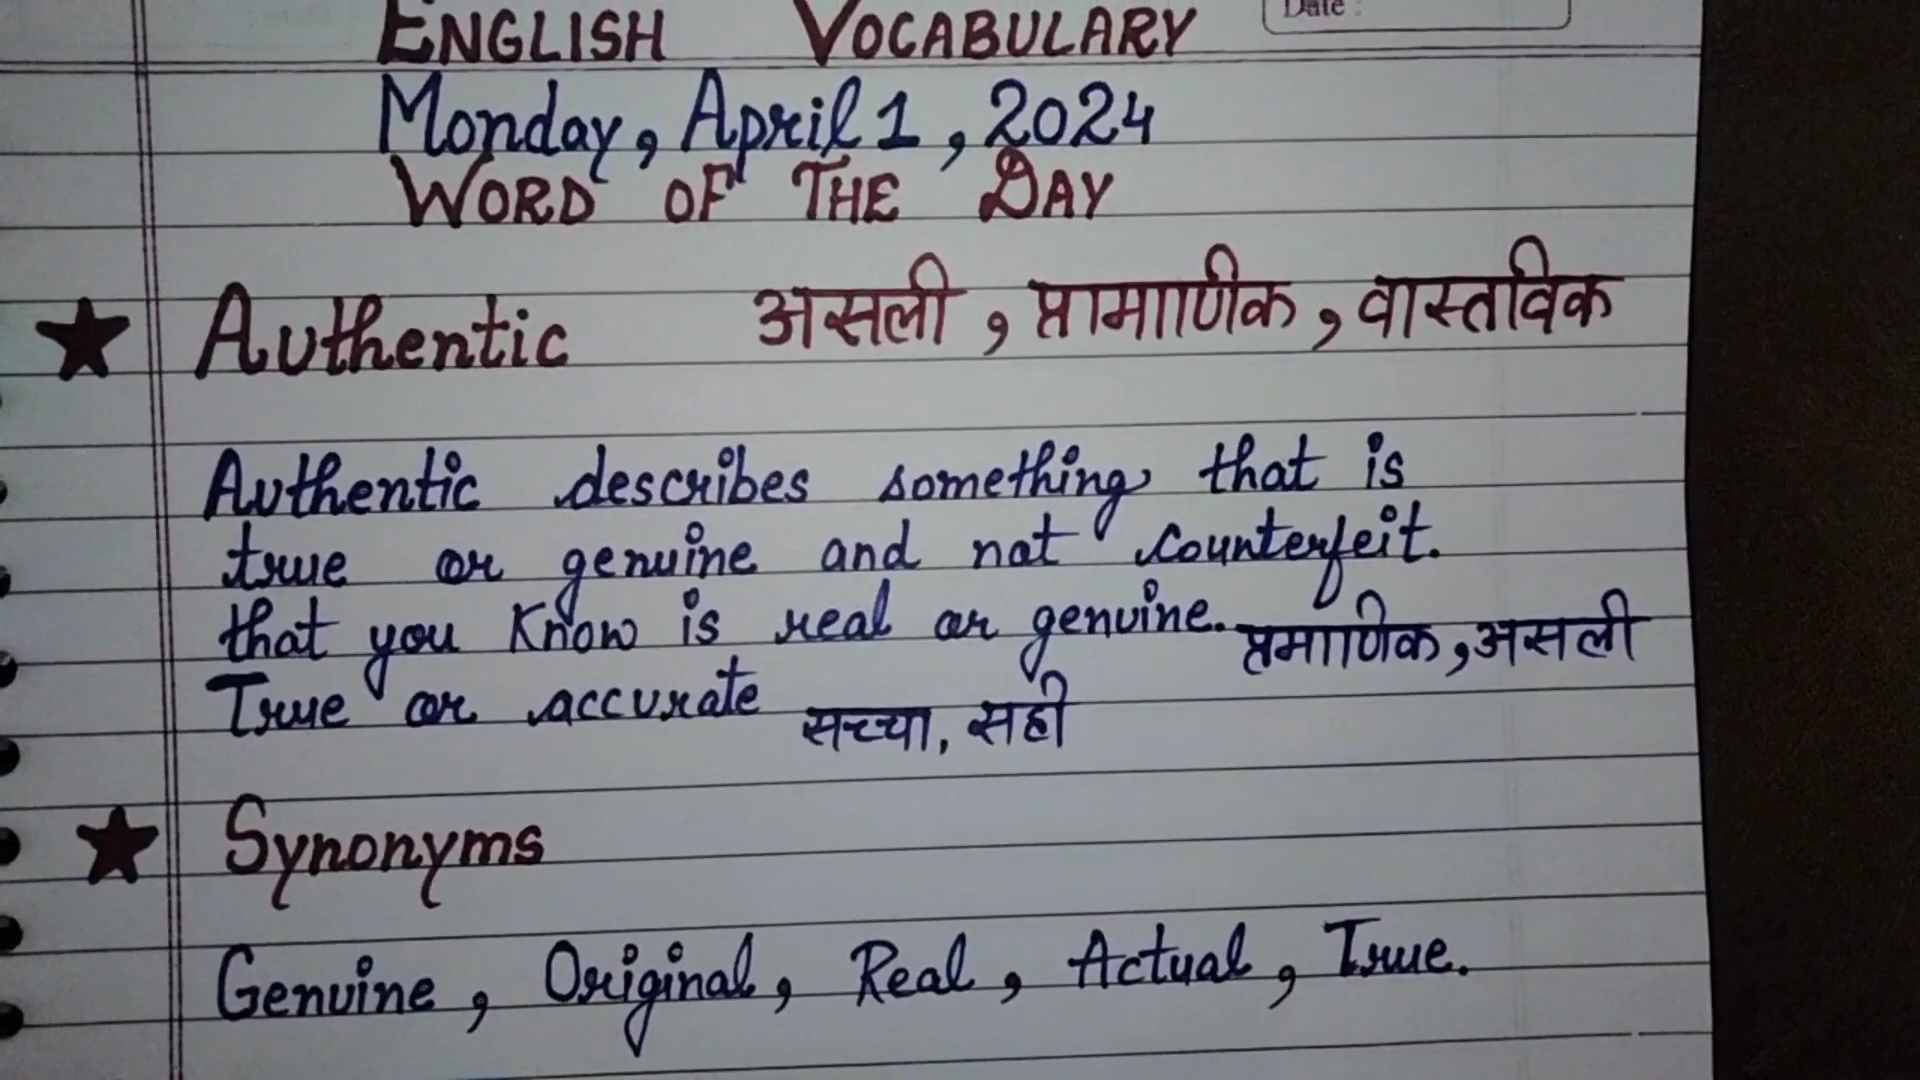 Date :
ENGLISH VOCABULARY
Monday, April 1, 2024
WORD OF THE DAY
Authentic असली, प्रामाणिक, वास्तविक
Authentic describes something that is
true or genuine and not counterfeit.
that you know is real or genuine. प्रमाणिक, असली
True or accurate सच्चा, सही
Synonyms
Genuine, Original, Real, Actual, True.